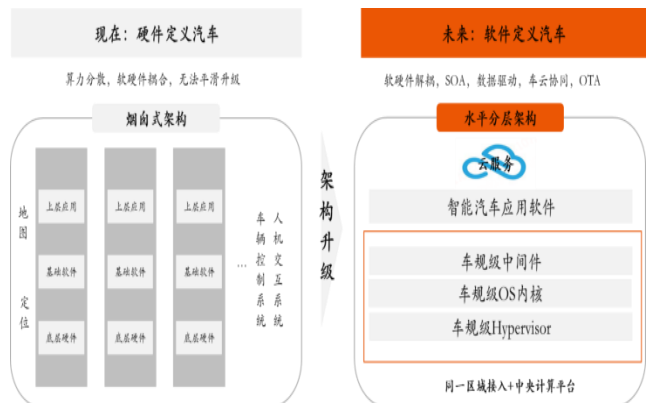 现在：硬件定义汽车
算力分散，软硬件耦合，无法平滑升级
烟囱式架构
地图
定位
上层应用
上层应用
上层应用
基础软件
基础软件
基础软件
底层硬件
底层硬件
底层硬件
...
车辆控制系统
人机交互系统
架构升级
未来：软件定义汽车
软硬件解耦，SOA，数据驱动，车云协同，OTA
水平分层架构
云服务
智能汽车应用软件
车规级中间件
车规级OS内核
车规级Hypervisor
同一区域接入+中央计算平台